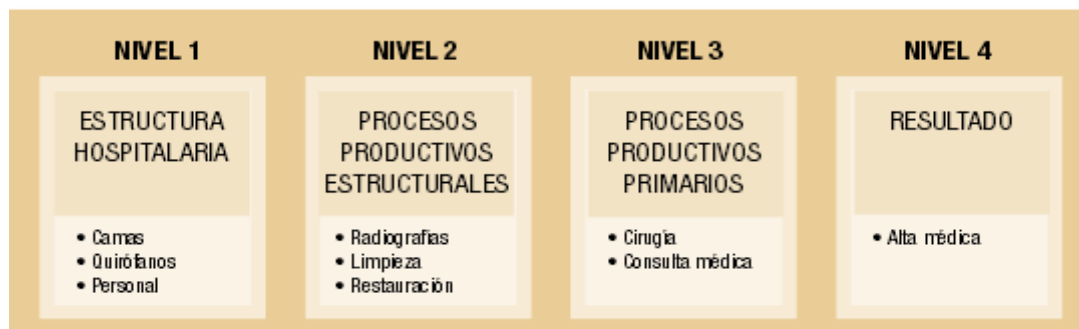 NIVEL 1
ESTRUCTURA
HOSPITALARIA
• Camas
• Quirófanos
• Personal
NIVEL 2
PROCESOS
PRODUCTIVOS
ESTRUCTURALES
• Radiografías
• Limpieza
• Restauración
NIVEL 3
PROCESOS
PRODUCTIVOS
PRIMARIOS
• Cirugía
• Consulta médica
NIVEL 4
RESULTADO
• Alta médica